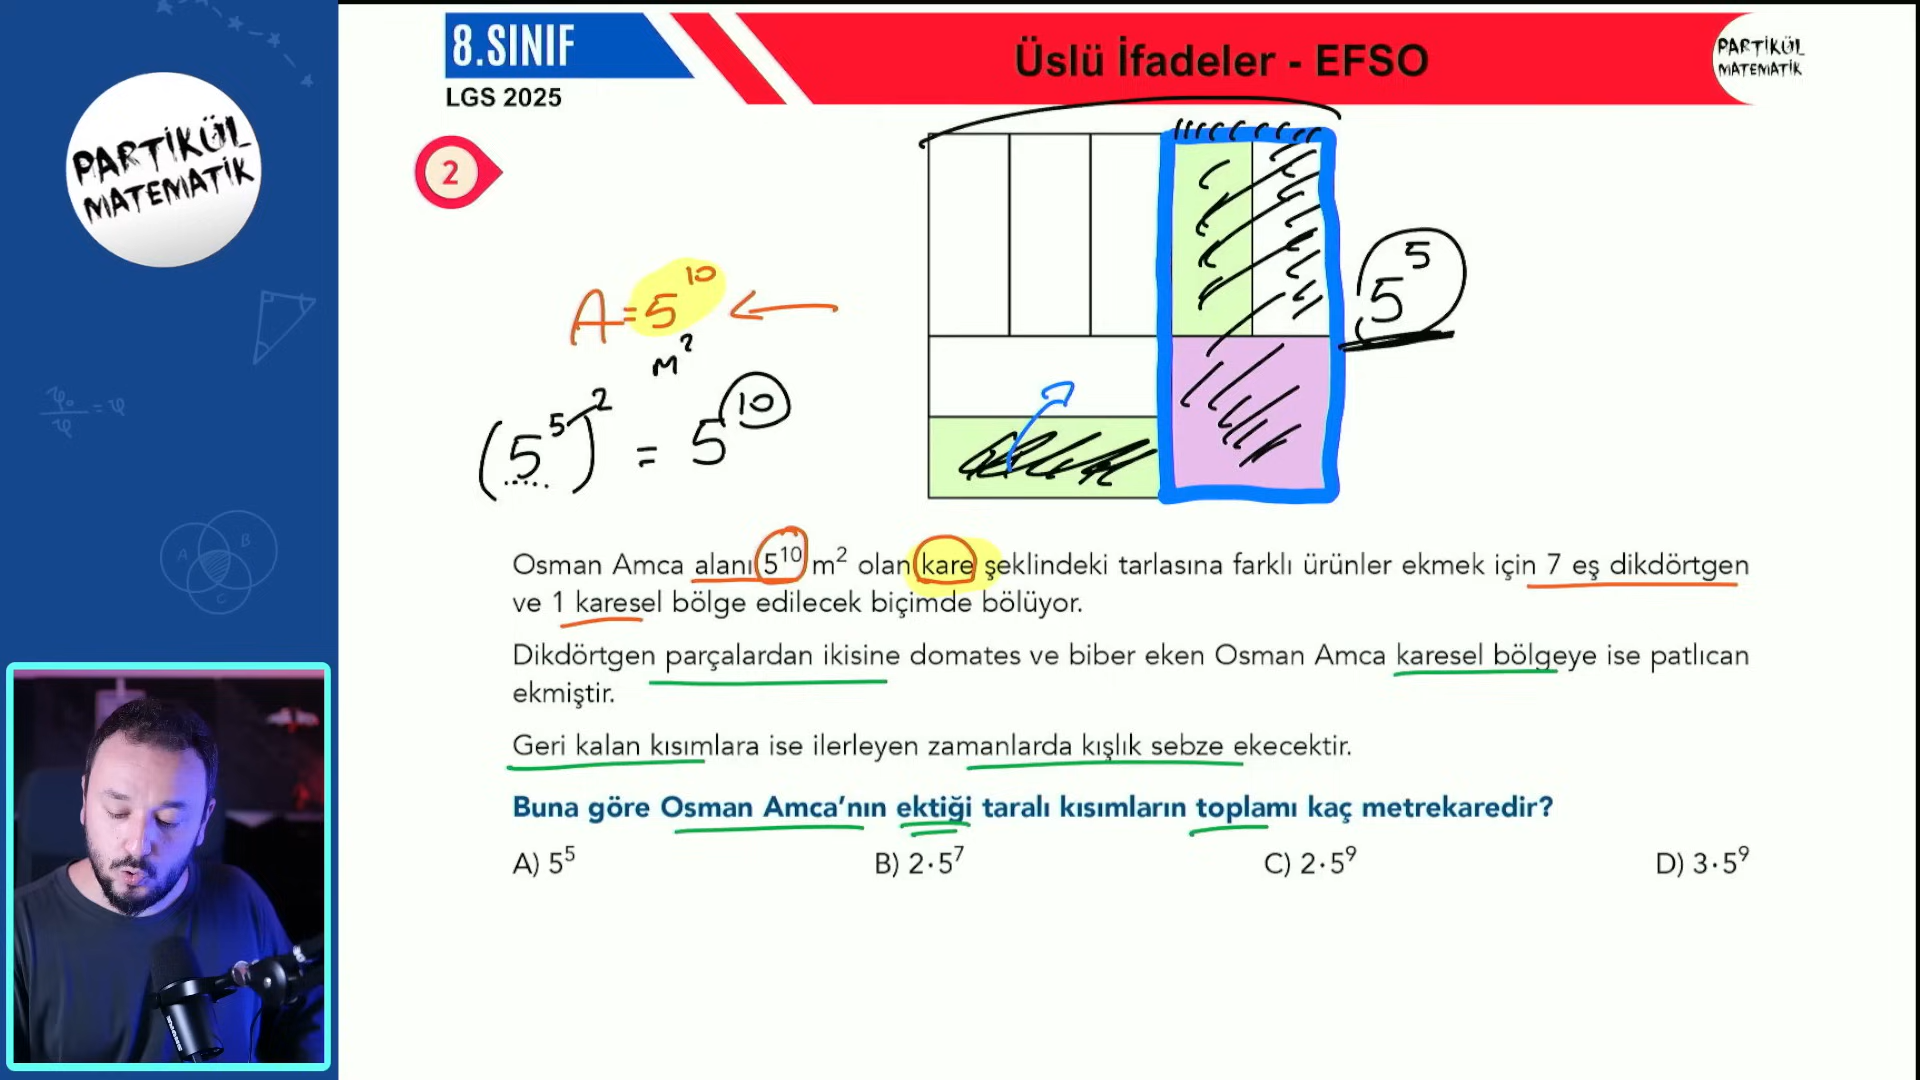 PARTİKÜL
MATEMATİK
8.SINIF
LGS 2025
Üslü İfadeler - EFSO
PARTİKÜL
MATEMATİK
2
A = 5¹⁰
m²
(5⁵)² = 5¹⁰
5⁵
Osman Amca alanı 5¹⁰ m² olan kare şeklindeki tarlasına farklı ürünler ekmek için 7 eş dikdörtgen
ve 1 karesel bölge edilecek biçimde bölüyor.
Dikdörtgen parçalardan ikisine domates ve biber eken Osman Amca karesel bölgeye ise patlıcan
ekmiştir.
Geri kalan kısımlara ise ilerleyen zamanlarda kışlık sebze ekecektir.
Buna göre Osman Amca’nın ektiği taralı kısımların toplamı kaç metrekaredir?
A) 5⁵ B) 2·5⁷ C) 2·5⁹ D) 3·5⁹
A B
C